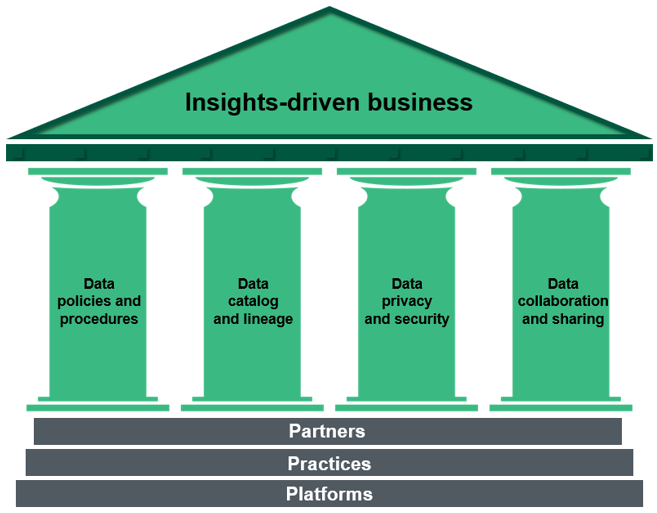 Insights-driven business
Data
policies and
procedures
Data
catalog
and lineage
Data
privacy
and security
Data
collaboration
and sharing
Partners
Practices
Platforms